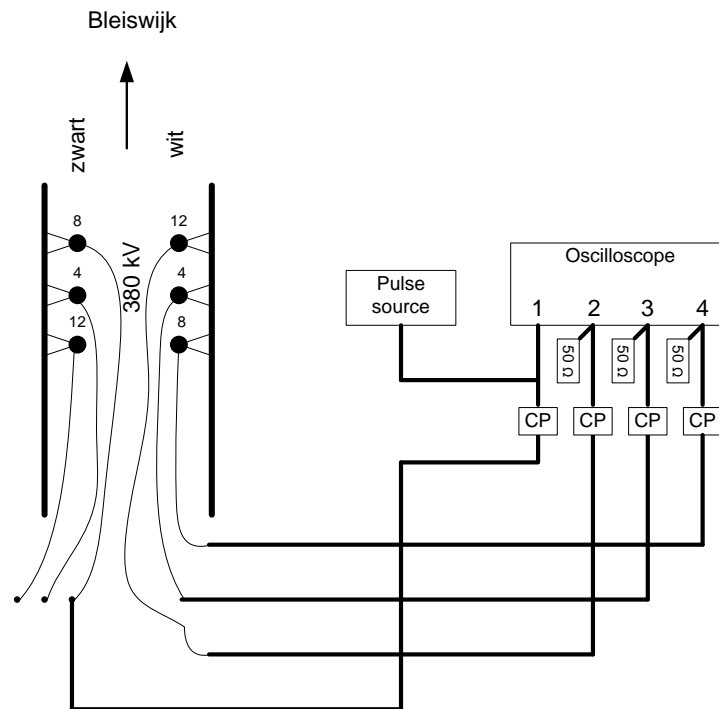 Bleiswijk
zwart
wit
8
12
4
380 kV
4
12
8
Pulse
source
Oscilloscope
1
2
3
4
50 Ω
50 Ω
50 Ω
CP
CP
CP
CP